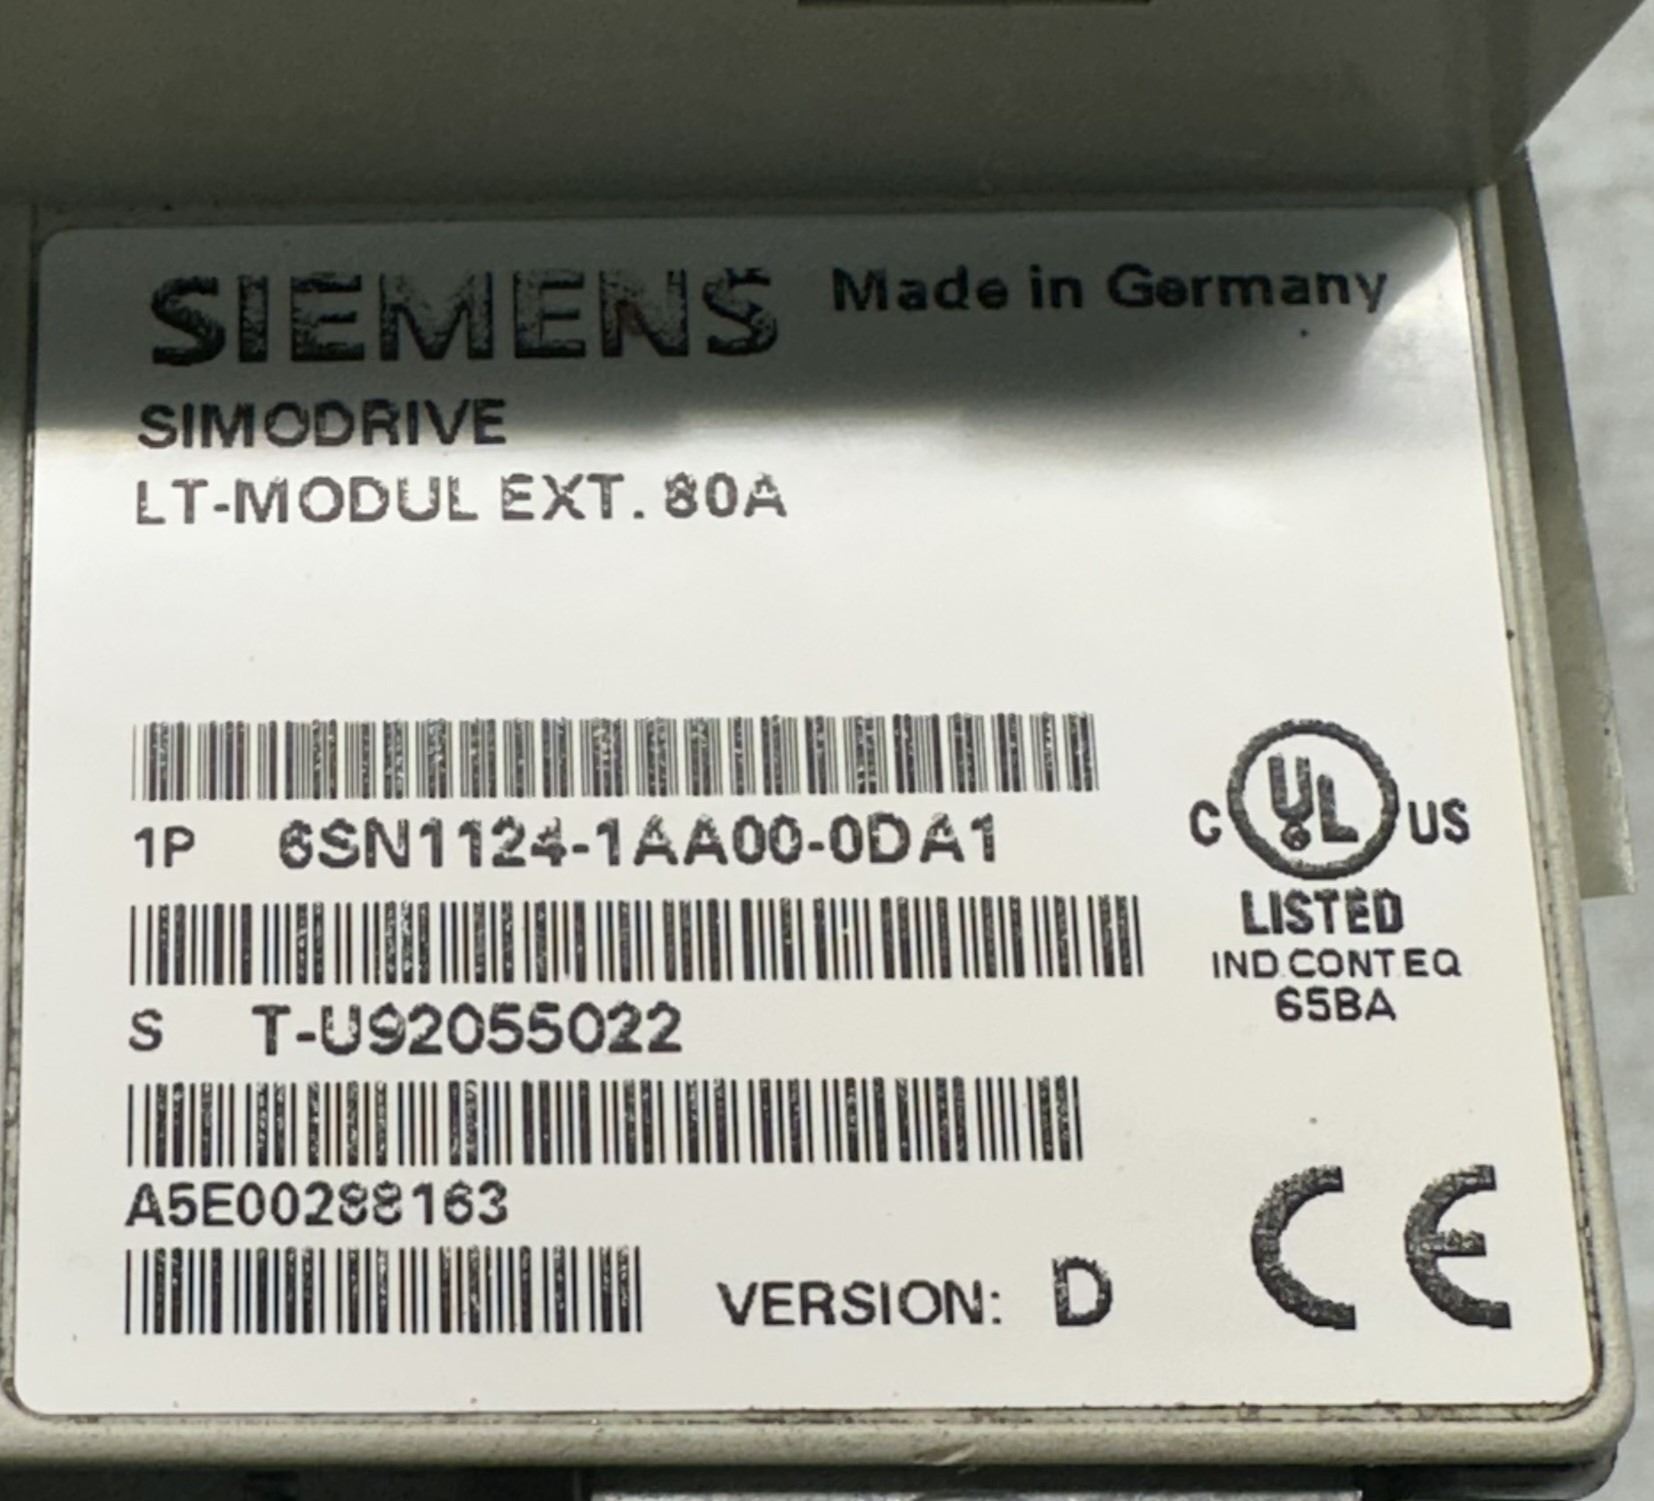 SIEMENS Made in Germany
SIMODRIVE
LT-MODUL EXT. 80A
1P 6SN1124-1AA00-0DA1
C UL US
LISTED
IND.CONT EQ
65BA
S T-U92055022
A5E00288163
VERSION: D
CE